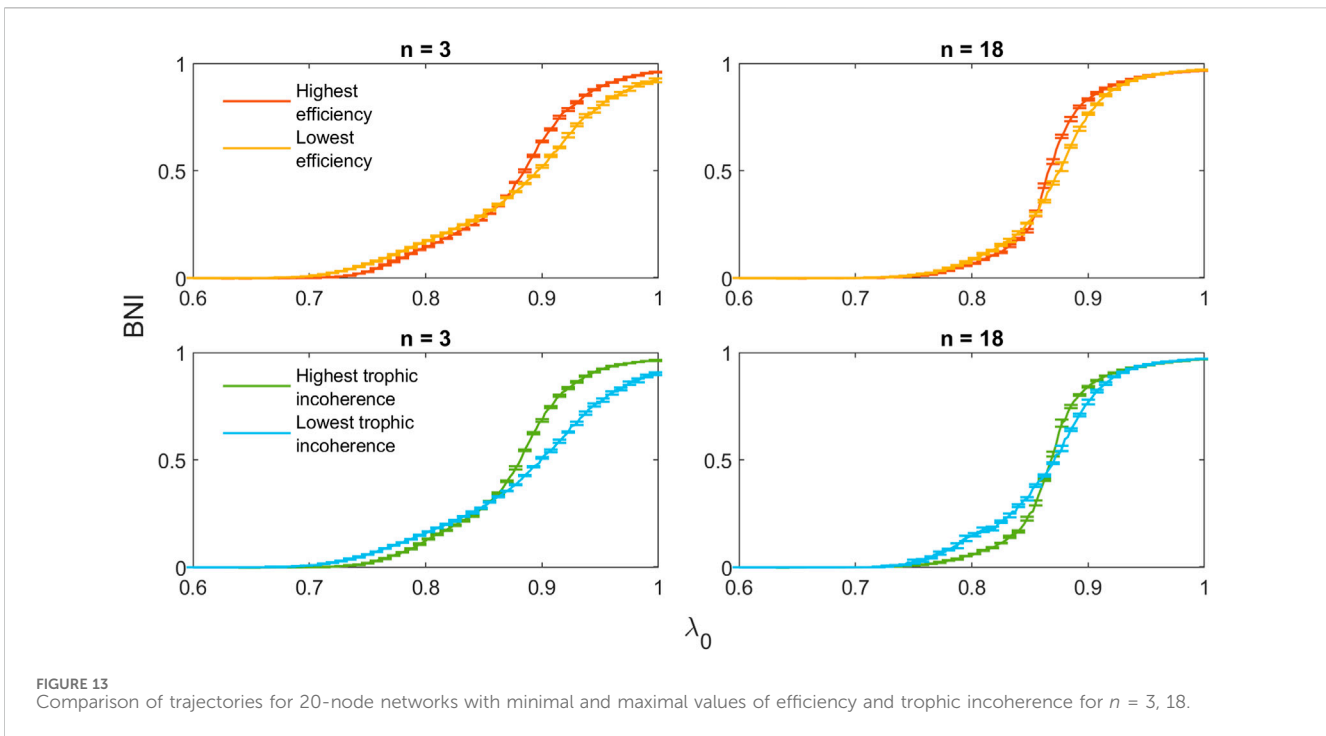 n = 3
n = 18
1
0.5
0
Highest
efficiency
Lowest
efficiency
0.6 0.7 0.8 0.9 1
1
0.5
0
0.6 0.7 0.8 0.9 1
BNI
n = 3
n = 18
1
0.5
0
Highest trophic
incoherence
Lowest trophic
incoherence
0.6 0.7 0.8 0.9 1
1
0.5
0
0.6 0.7 0.8 0.9 1
λ0
FIGURE 13
Comparison of trajectories for 20-node networks with minimal and maximal values of efficiency and trophic incoherence for n = 3, 18.